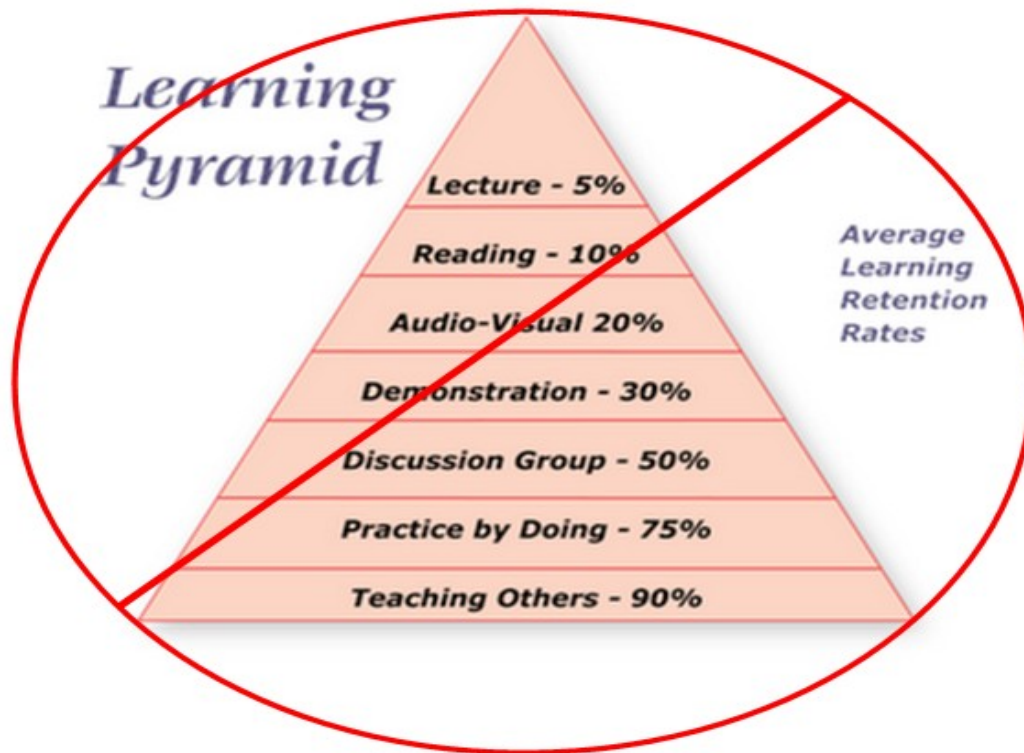 Learning
Pyramid
Lecture - 5%
Reading - 10%
Audio-Visual 20%
Demonstration - 30%
Discussion Group - 50%
Practice by Doing - 75%
Teaching Others - 90%
Average
Learning
Retention
Rates